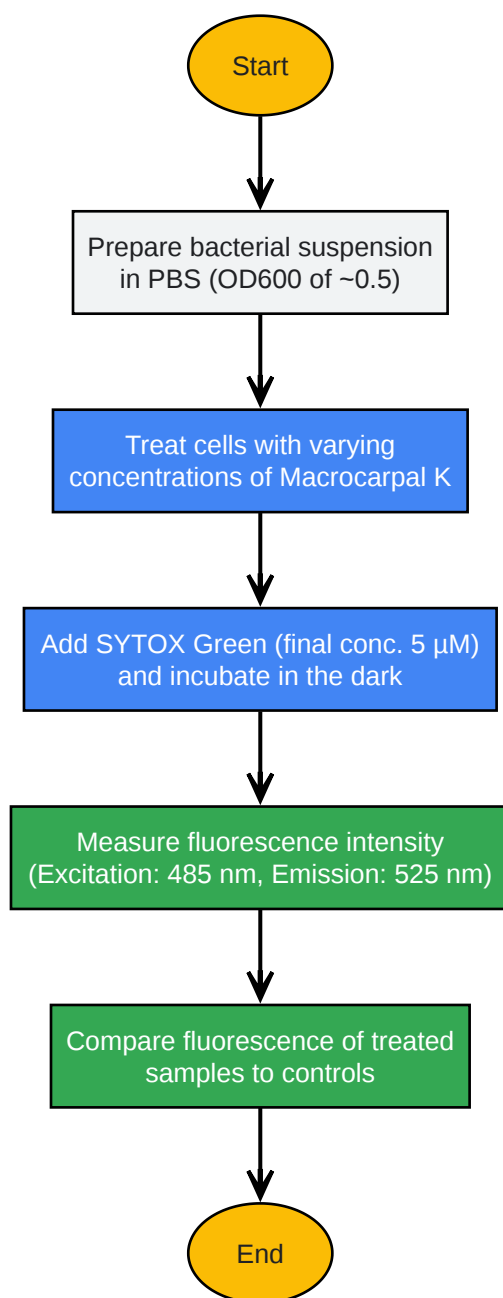 Start
Prepare bacterial suspension
in PBS (OD600 of ~0.5)
Treat cells with varying
concentrations of Macrocarpal K
Add SYTOX Green (final conc. 5 µM)
and incubate in the dark
Measure fluorescence intensity
(Excitation: 485 nm, Emission: 525 nm)
Compare fluorescence of treated
samples to controls
End